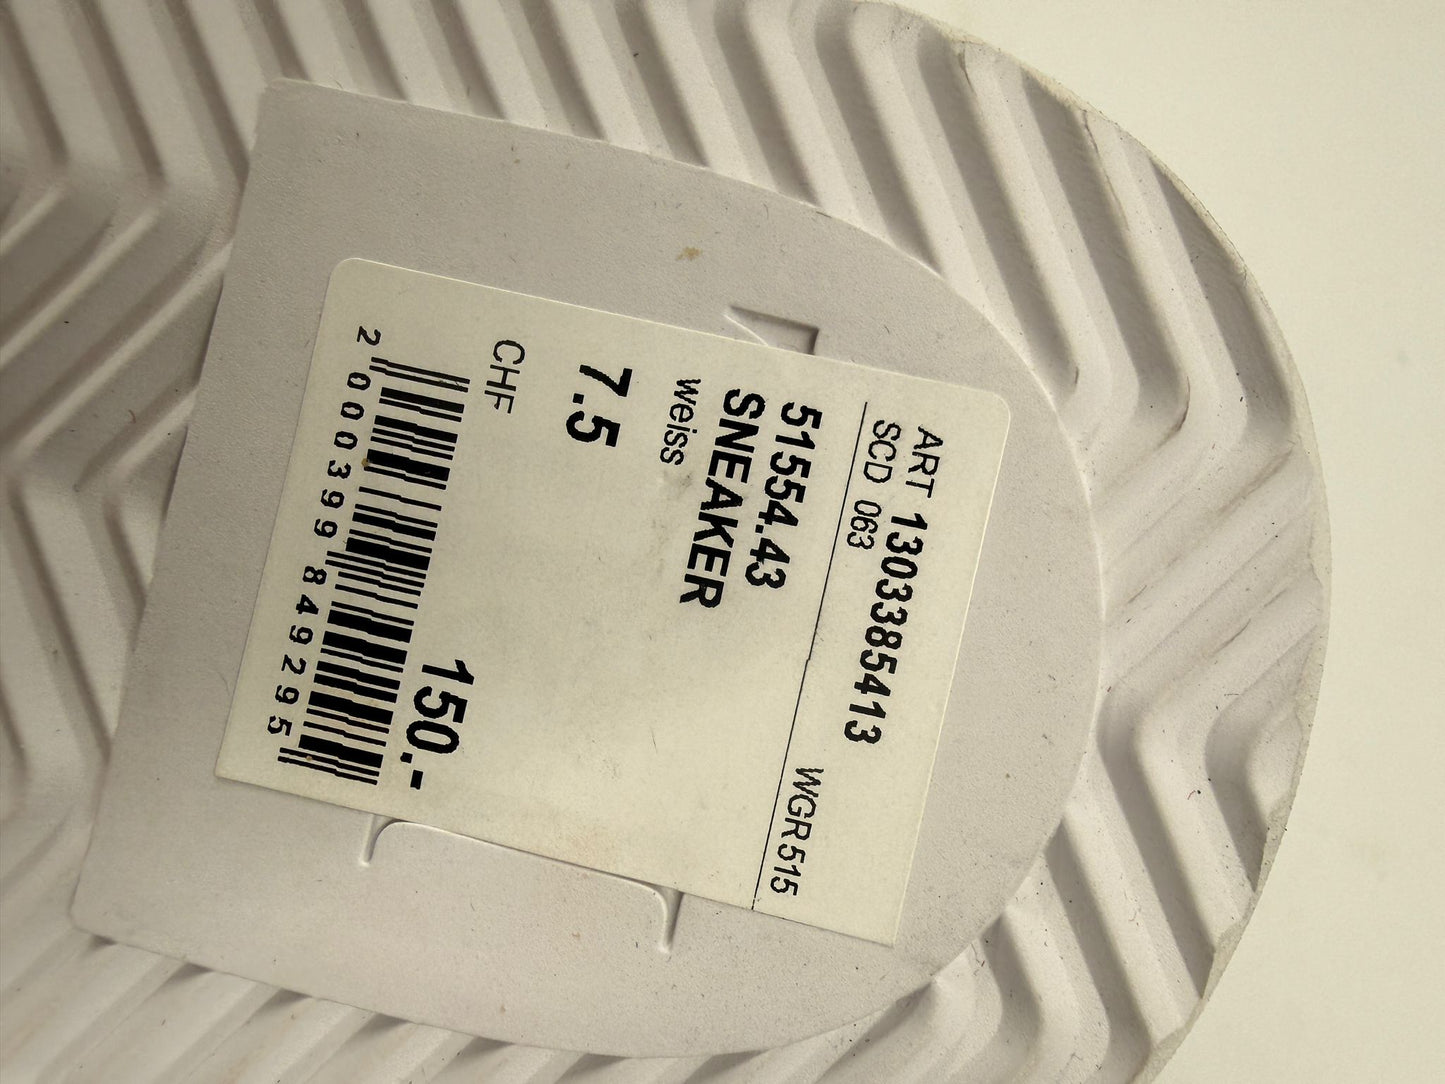 ART 1303385413
SCD 063 WGR515
51554.43
SNEAKER
weiss
7.5
CHF 150.-
2 000399 849295